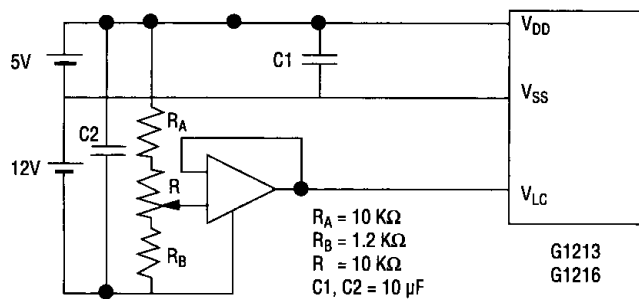 5V
12V
C2
C1
R_A
R
R_B
V_DD
V_SS
V_LC
R_A = 10 KΩ
R_B = 1.2 KΩ
R = 10 KΩ
C1, C2 = 10 µF
G1213
G1216